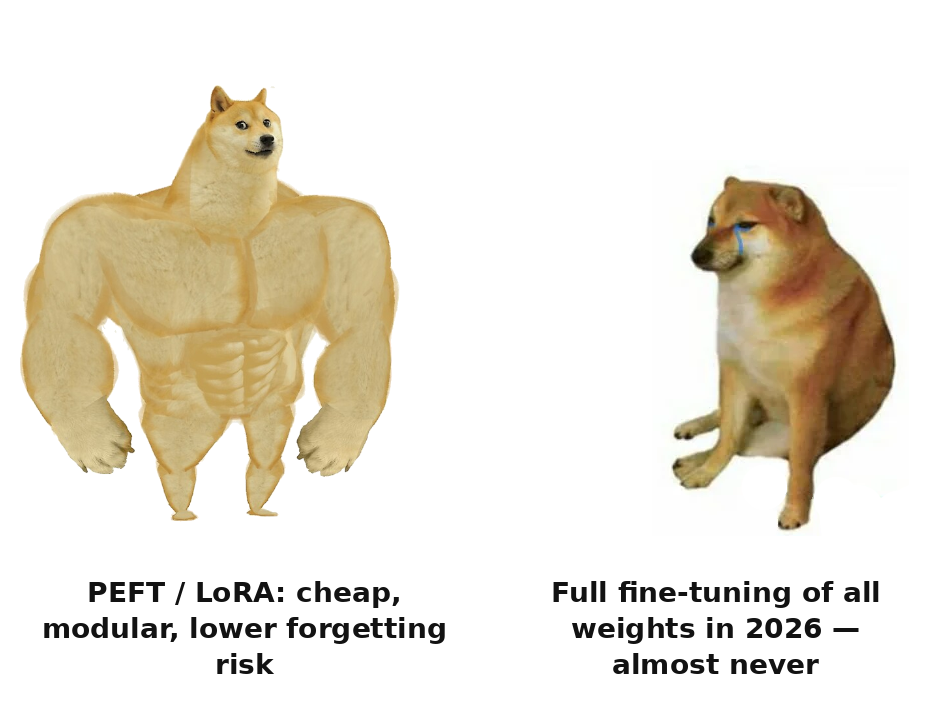 PEFT / LoRA: cheap,
modular, lower forgetting
risk
Full fine-tuning of all
weights in 2026 —
almost never